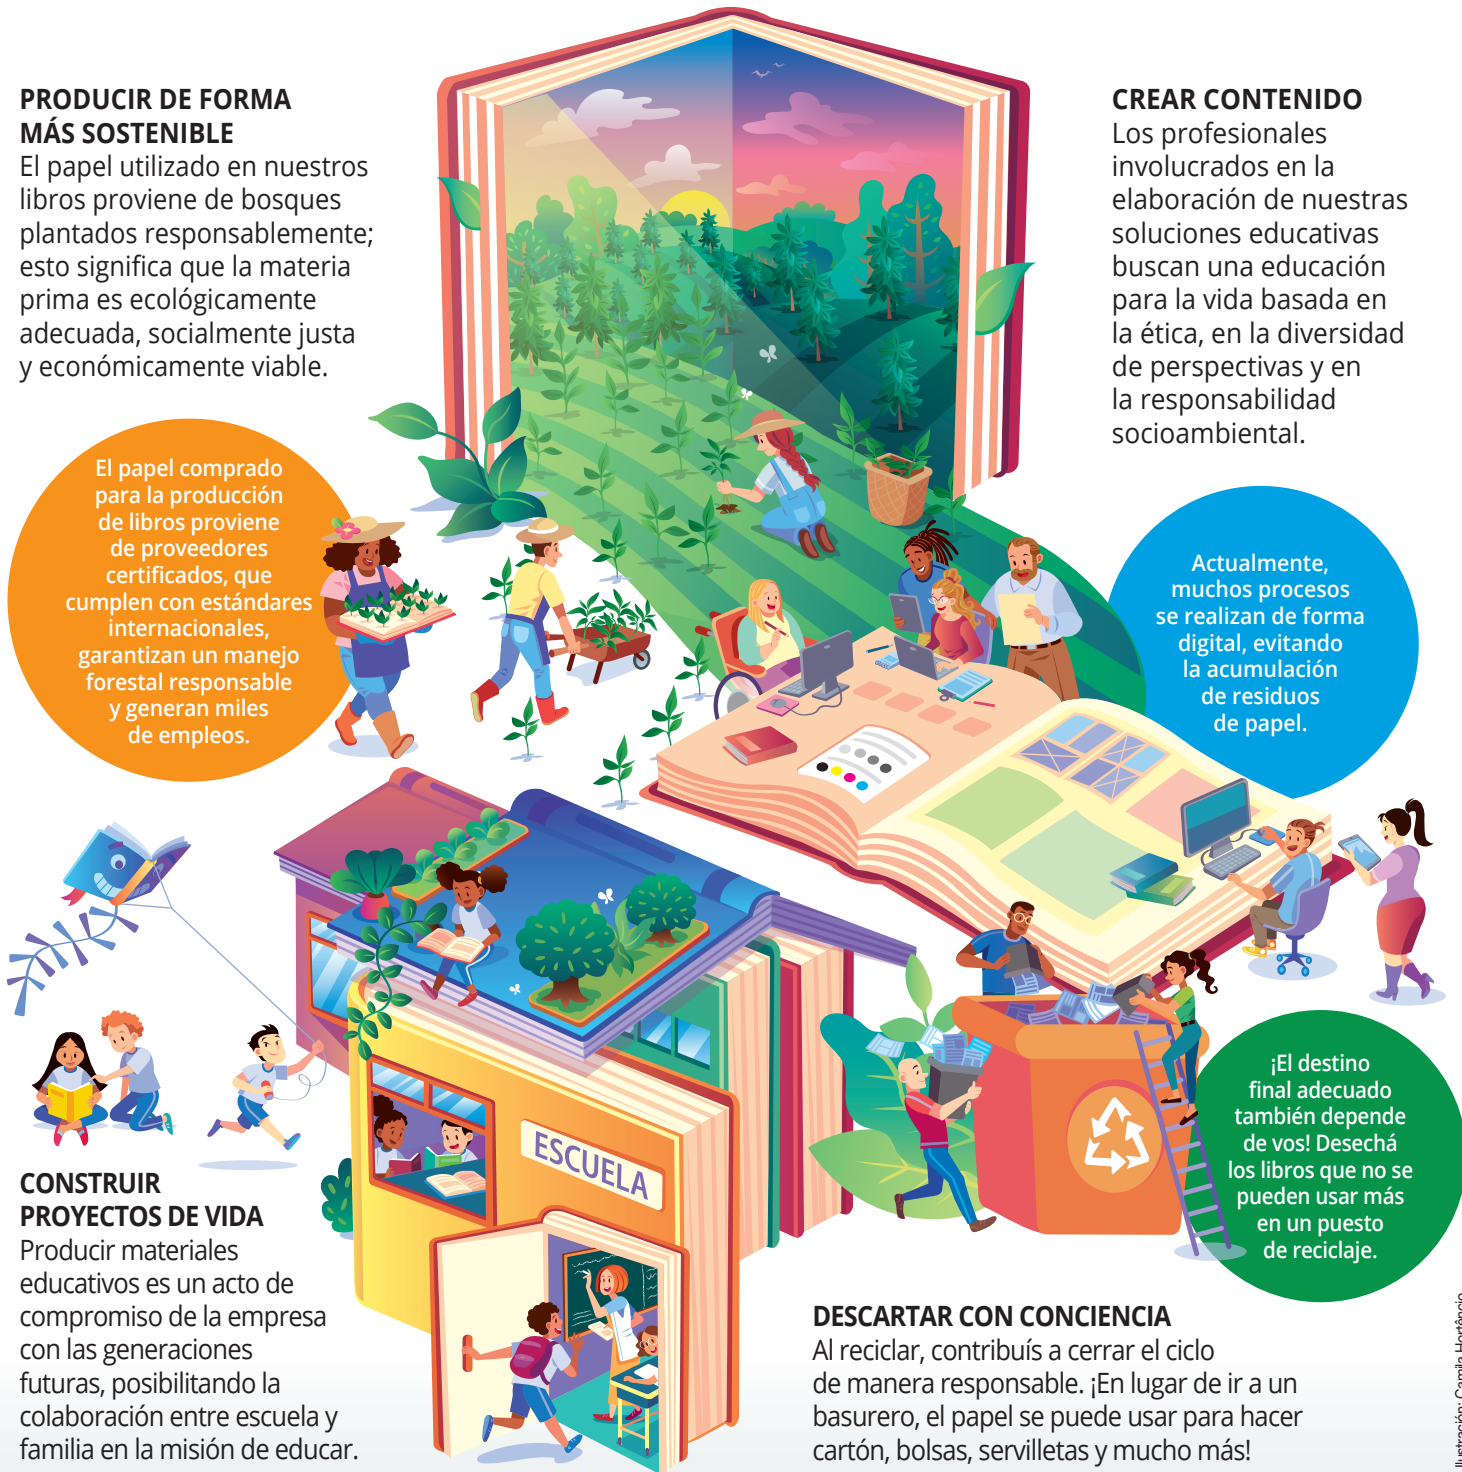 PRODUCIR DE FORMA
MÁS SOSTENIBLE
El papel utilizado en nuestros
libros proviene de bosques
plantados responsablemente;
esto significa que la materia
prima es ecológicamente
adecuada, socialmente justa
y económicamente viable.
El papel comprado
para la producción
de libros proviene
de proveedores
certificados, que
cumplen con estándares
internacionales,
garantizan un manejo
forestal responsable
y generan miles
de empleos.
CREAR CONTENIDO
Los profesionales
involucrados en la
elaboración de nuestras
soluciones educativas
buscan una educación
para la vida basada en
la ética, en la diversidad
de perspectivas y en
la responsabilidad
socioambiental.
Actualmente,
muchos procesos
se realizan de forma
digital, evitando
la acumulación
de residuos
de papel.
ESCUELA
CONSTRUIR
PROYECTOS DE VIDA
Producir materiales
educativos es un acto de
compromiso de la empresa
con las generaciones
futuras, posibilitando la
colaboración entre escuela y
familia en la misión de educar.
¡El destino
final adecuado
también depende
de vos! Desechá
los libros que no se
pueden usar más
en un puesto
de reciclaje.
DESCARTAR CON CONCIENCIA
Al reciclar, contribuís a cerrar el ciclo
de manera responsable. ¡En lugar de ir a un
basurero, el papel se puede usar para hacer
cartón, bolsas, servilletas y mucho más!
Ilustración: Camila Hortêncio